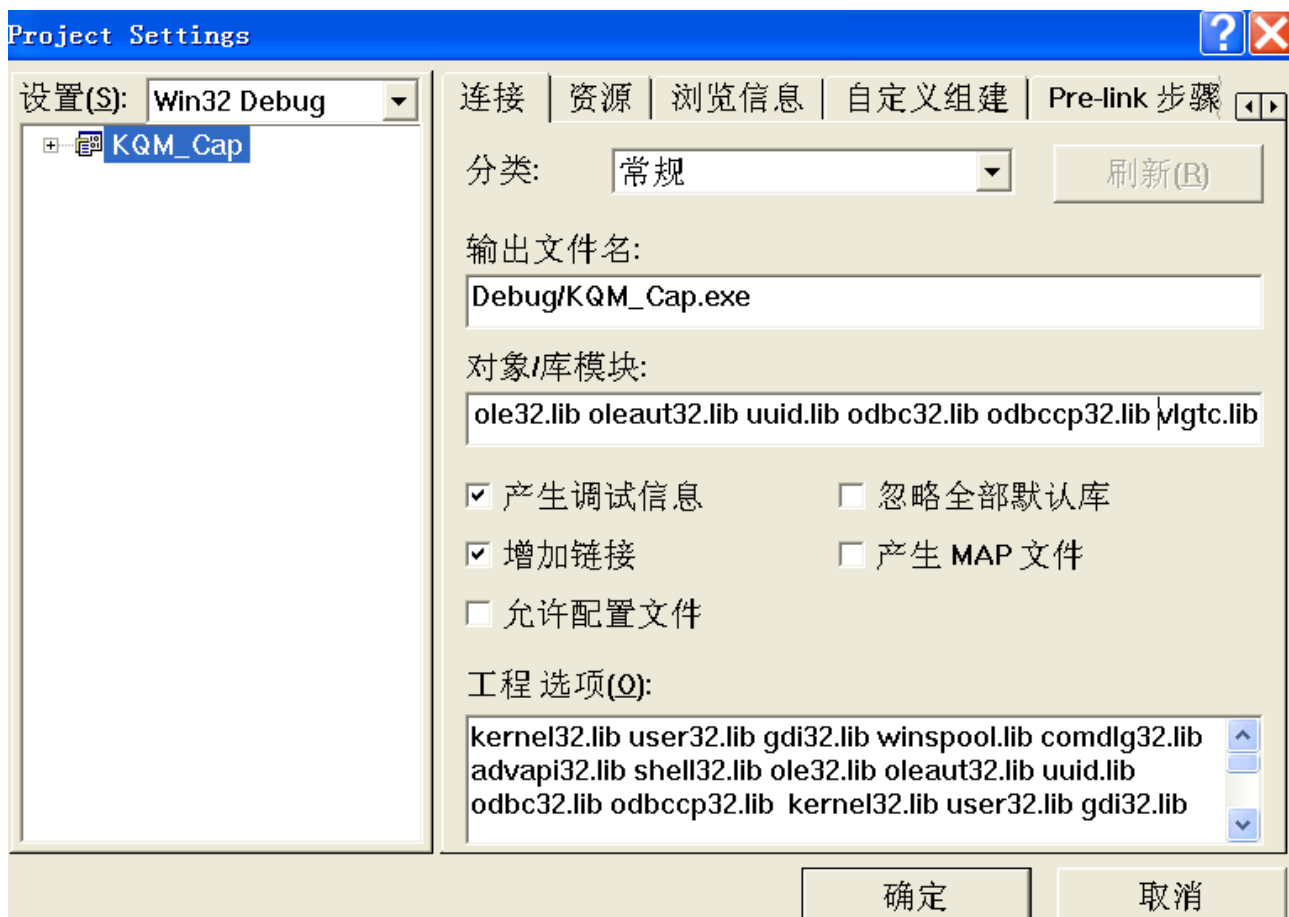 Project Settings
设置(S): Win32 Debug
KQM_Cap
连接 资源 浏览信息 自定义组建 Pre-link 步骤
分类: 常规 刷新(R)
输出文件名:
Debug/KQM_Cap.exe
对象/库模块:
ole32.lib oleaut32.lib uuid.lib odbc32.lib odbccp32.lib vlgtc.lib
产生调试信息 忽略全部默认库
增加链接 产生 MAP 文件
允许配置文件
工程 选项(O):
kernel32.lib user32.lib gdi32.lib winspool.lib comdlg32.lib
advapi32.lib shell32.lib ole32.lib oleaut32.lib uuid.lib
odbc32.lib odbccp32.lib kernel32.lib user32.lib gdi32.lib
确定 取消